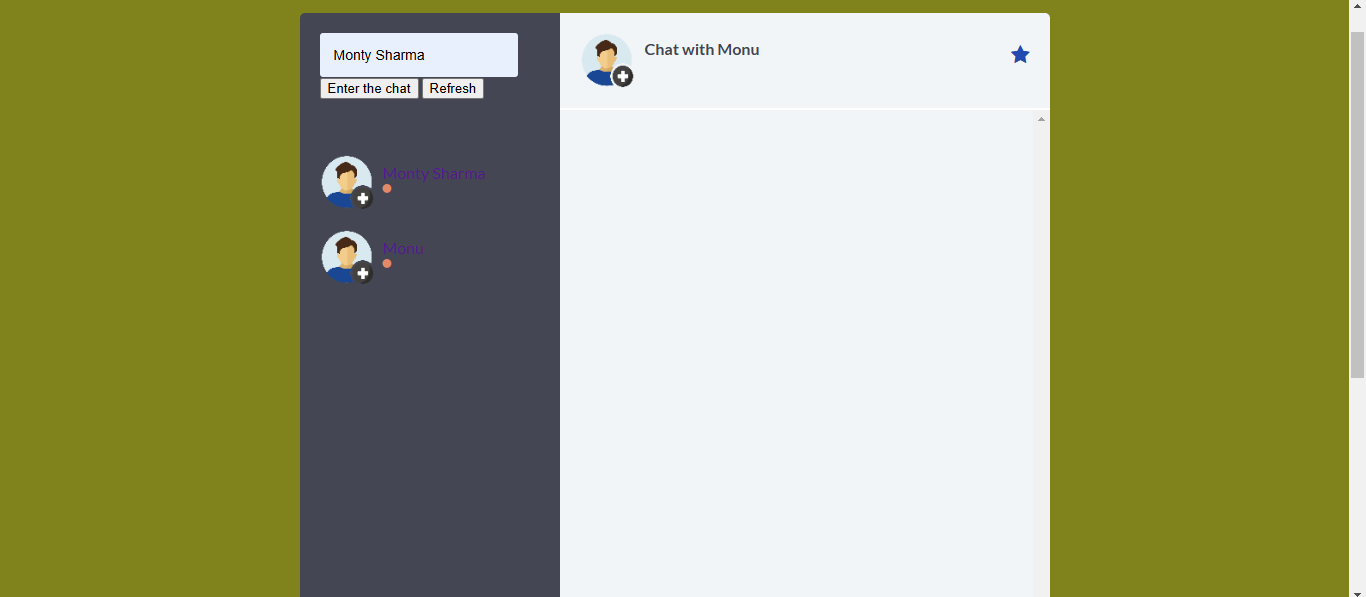 Monty Sharma
Enter the chat Refresh
Monty Sharma
Monu
Chat with Monu